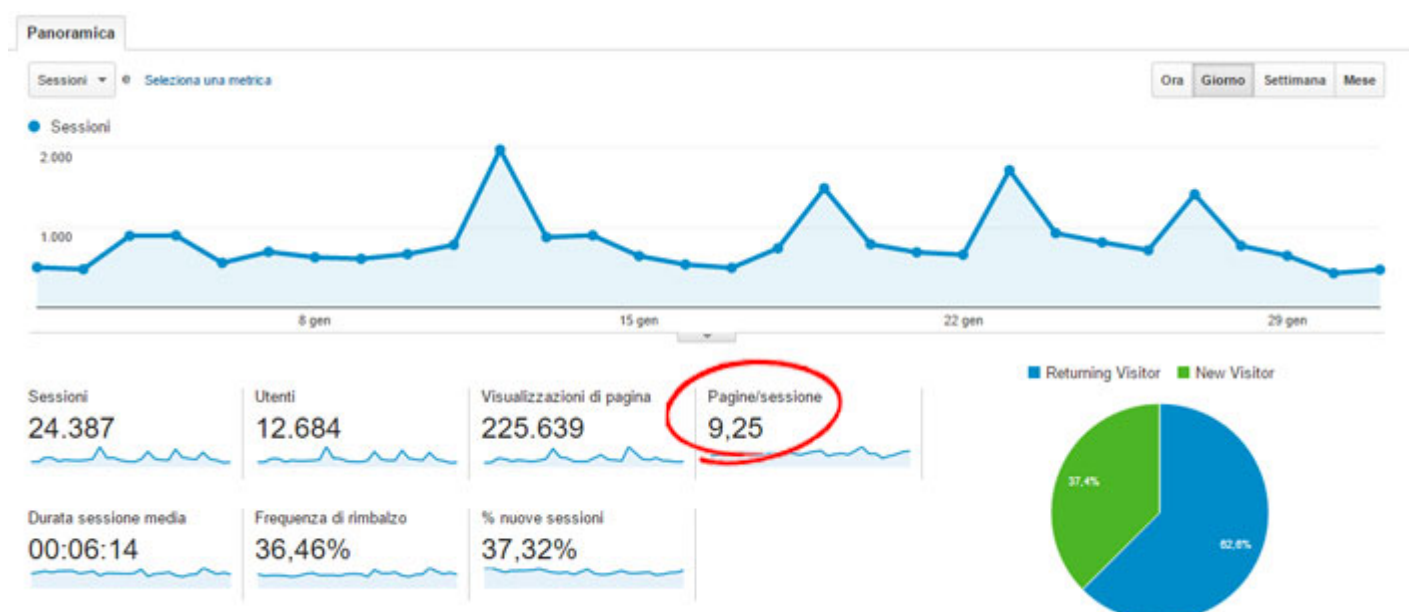 Panoramica
Sessioni e Seleziona una metrica
Ora Giorno Settimana Mese
Sessioni
2.000
1.000
8 gen 15 gen 22 gen 29 gen
Returning Visitor New Visitor
Sessioni Utenti Visualizzazioni di pagina Pagine/sessione
24.387 12.684 225.639 9,25
37,4%
62,6%
Durata sessione media Frequenza di rimbalzo % nuove sessioni
00:06:14 36,46% 37,32%